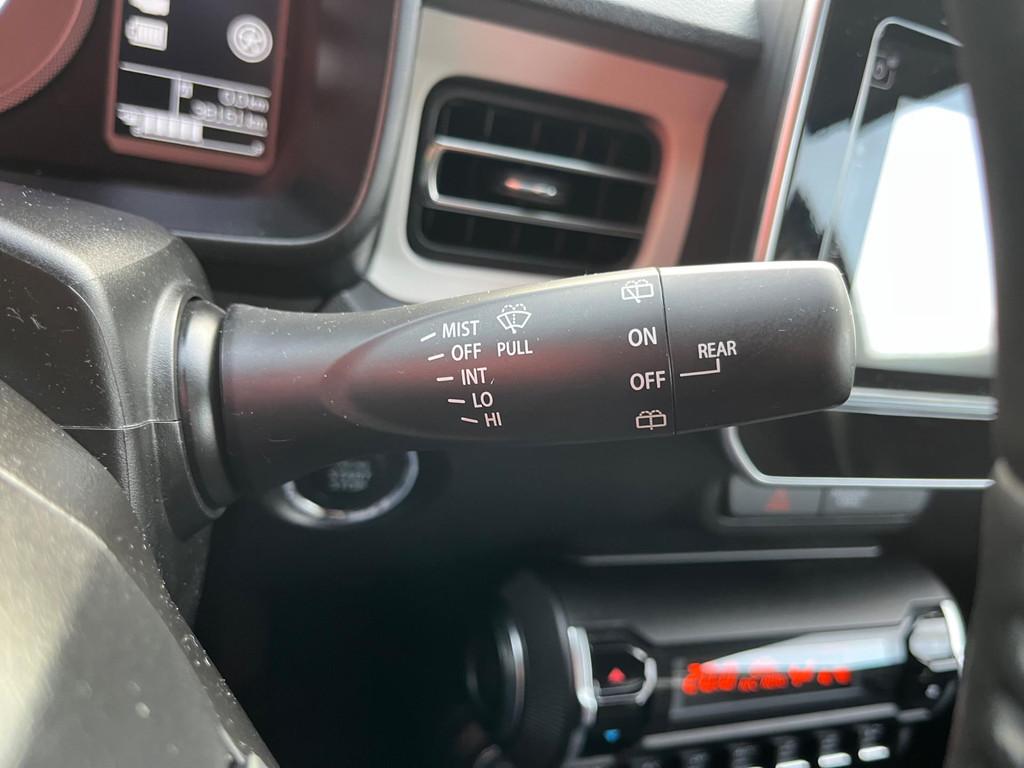 MIST
OFF PULL
INT
LO
HI
ON
OFF
REAR